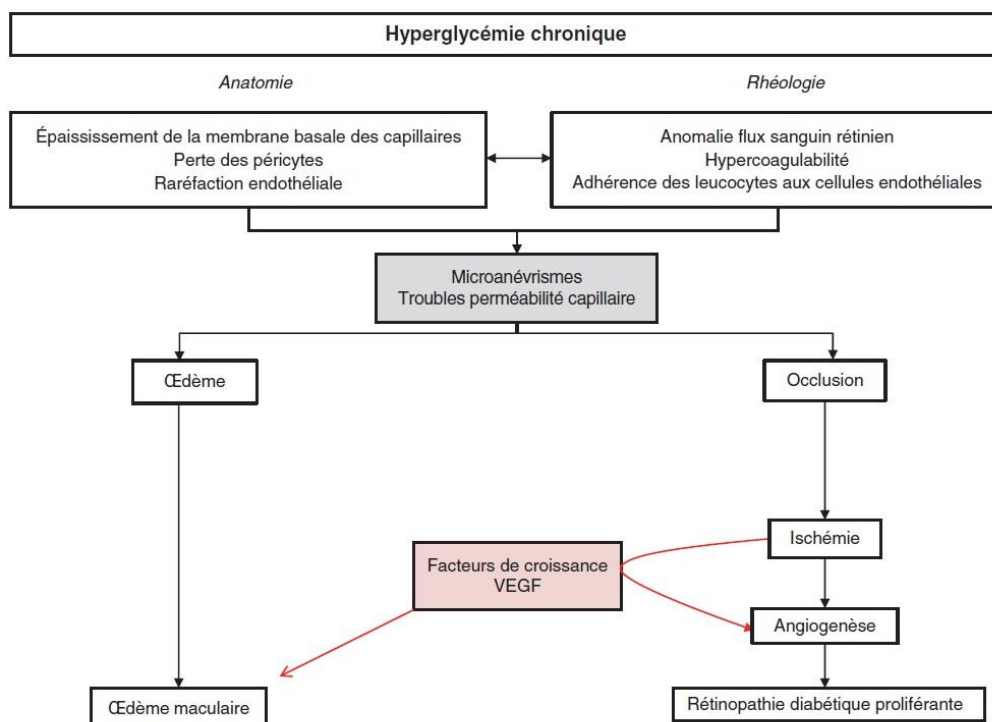 Hyperglycémie chronique
Anatomie
Rhéologie
Épaississement de la membrane basale des capillaires
Perte des péricytes
Raréfaction endothéliale
Anomalie flux sanguin rétinien
Hypercoagulabilité
Adhérence des leucocytes aux cellules endothéliales
Microanévrismes
Troubles perméabilité capillaire
Œdème
Occlusion
Ischémie
Facteurs de croissance
VEGF
Angiogenèse
Œdème maculaire
Rétinopathie diabétique proliférante